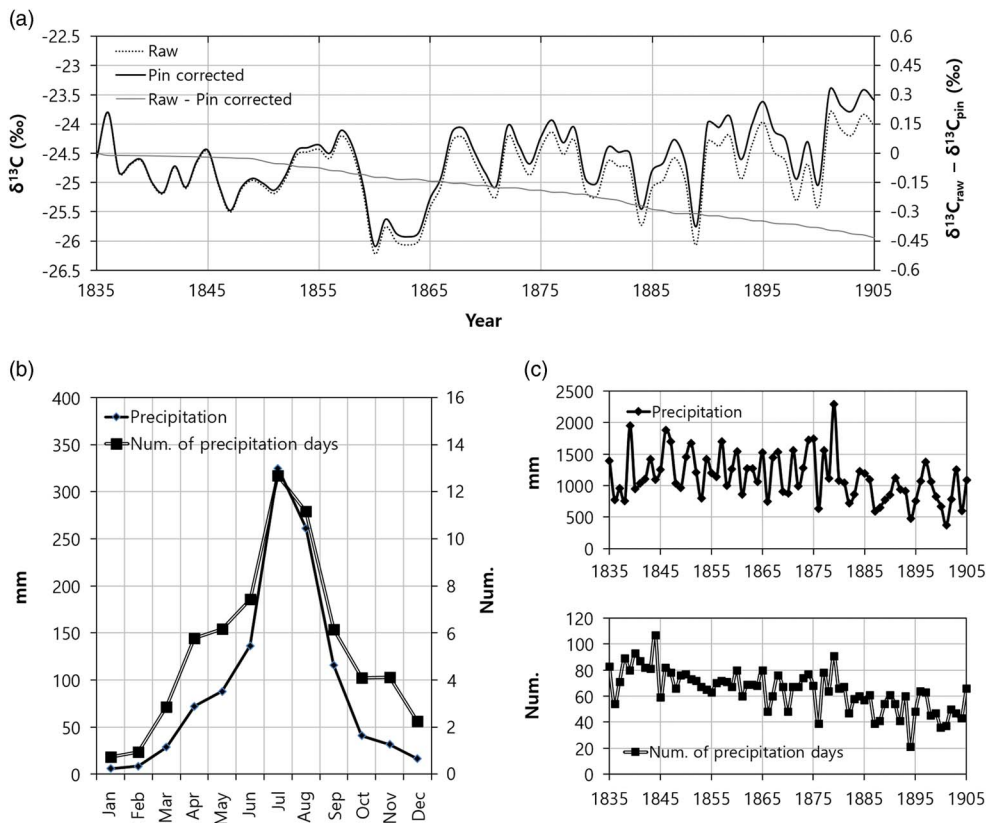 (a)
-22.5
-23
-23.5
-24
-24.5
-25
-25.5
-26
-26.5
δ¹³C (‰)
Raw
Pin corrected
Raw - Pin corrected
0.6
0.45
0.3
0.15
0
-0.15
-0.3
-0.45
-0.6
δ¹³Craw − δ¹³Cpin (‰)
1835 1845 1855 1865 1875 1885 1895 1905
Year
(b)
400
350
300
250
200
150
100
50
0
mm
Precipitation
Num. of precipitation days
16
14
12
10
8
6
4
2
0
Num.
Jan Feb Mar Apr May Jun Jul Aug Sep Oct Nov Dec
(c)
2500
2000
1500
1000
500
0
mm
Precipitation
1835 1845 1855 1865 1875 1885 1895 1905
120
100
80
60
40
20
0
Num.
Num. of precipitation days
1835 1845 1855 1865 1875 1885 1895 1905